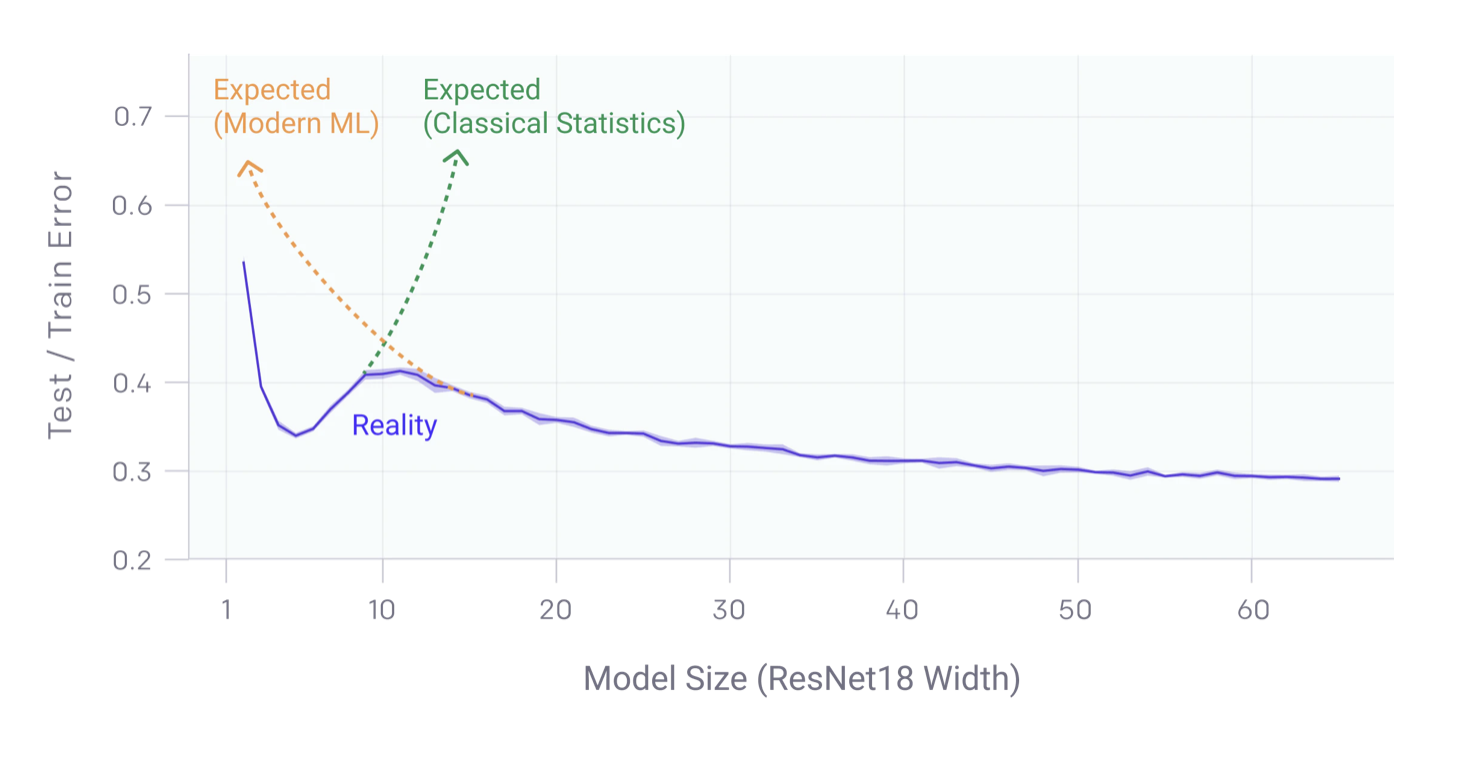 Expected
(Modern ML)
Expected
(Classical Statistics)
0.7
0.6
0.5
0.4
0.3
0.2
Test / Train Error
Reality
1 10 20 30 40 50 60
Model Size (ResNet18 Width)